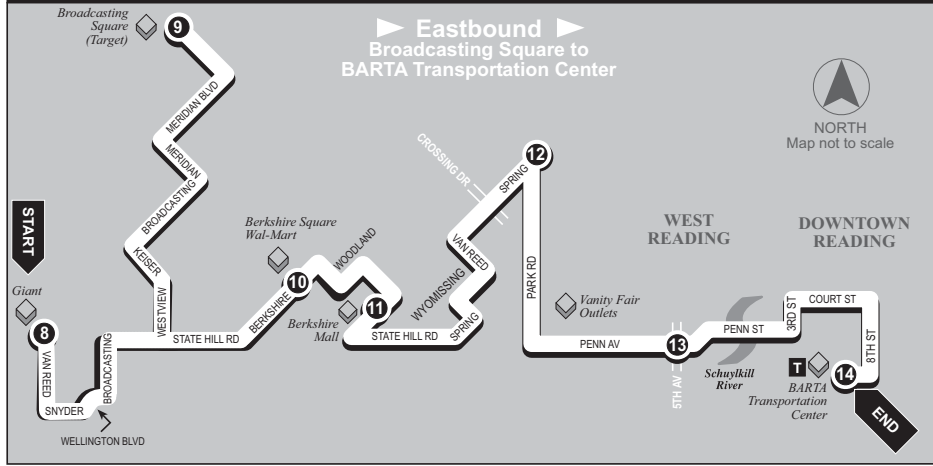 Eastbound
Broadcasting Square to
BARTA Transportation Center
Broadcasting
Square
(Target)
9
MERIDIAN BLVD
MERIDIAN
BROADCASTING
KEISER
WESTVIEW
START
Giant
8
VAN REED
SNYDER
WELLINGTON BLVD
BROADCASTING
STATE HILL RD
BERKSHIRE
Berkshire Square
Wal-Mart
10
WOODLAND
11
Berkshire
Mall
STATE HILL RD
SPRING
WYOMISSING
VAN REED
CROSSING DR
SPRING
12
PARK RD
Vanity Fair
Outlets
PENN AV
13
5TH AV
WEST
READING
Schuylkill
River
PENN ST
3RD ST
COURT ST
8TH ST
DOWNTOWN
READING
T
BARTA
Transportation
Center
14
END
NORTH
Map not to scale